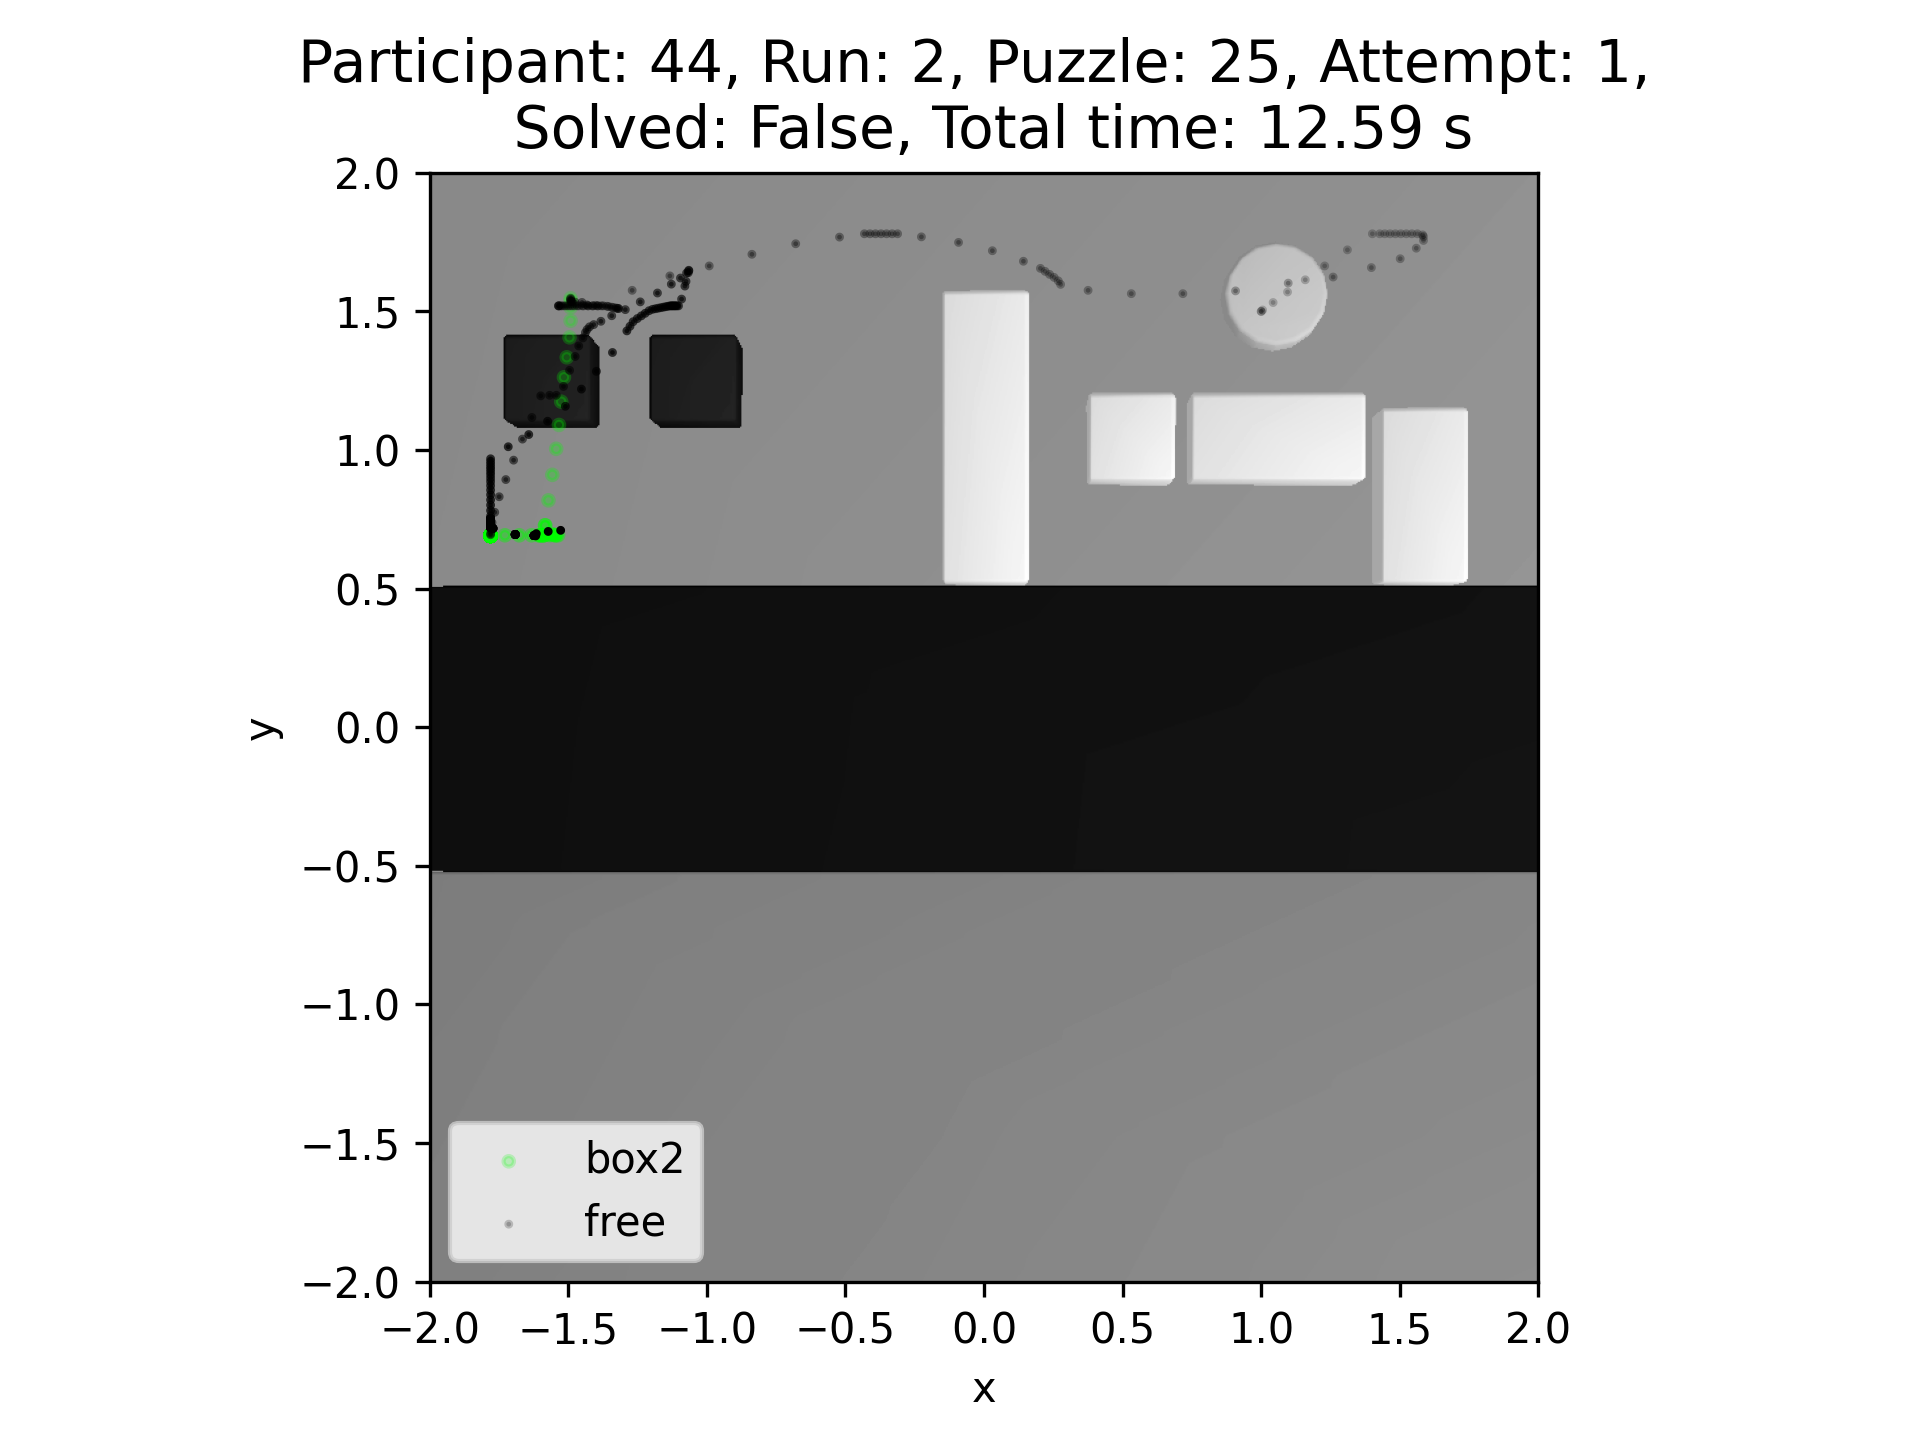 Participant: 44, Run: 2, Puzzle: 25, Attempt: 1,
Solved: False, Total time: 12.59 s
2.0
1.5
1.0
0.5
0.0
−0.5
−1.0
−1.5
−2.0
y
box2
free
−2.0 −1.5 −1.0 −0.5 0.0 0.5 1.0 1.5 2.0
x